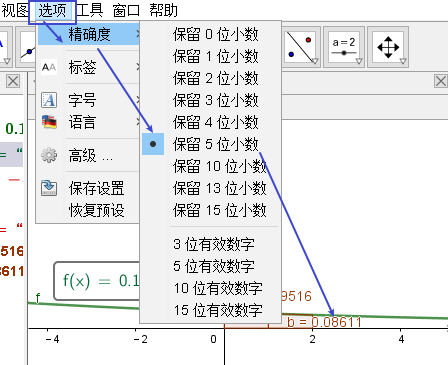 选项 工具 窗口 帮助
精确度
AA 标签
A 字号
语言
高级 ...
保存设置
恢复预设
保留 0 位小数
保留 1 位小数
保留 2 位小数
保留 3 位小数
保留 4 位小数
保留 5 位小数
保留 10 位小数
保留 13 位小数
保留 15 位小数
3 位有效数字
5 位有效数字
10 位有效数字
15 位有效数字
a = 2
0.1
= "
= "
9516
08611
f(x) = 0.1
9516
f
b = 0.08611
-4 -2 0 2 4